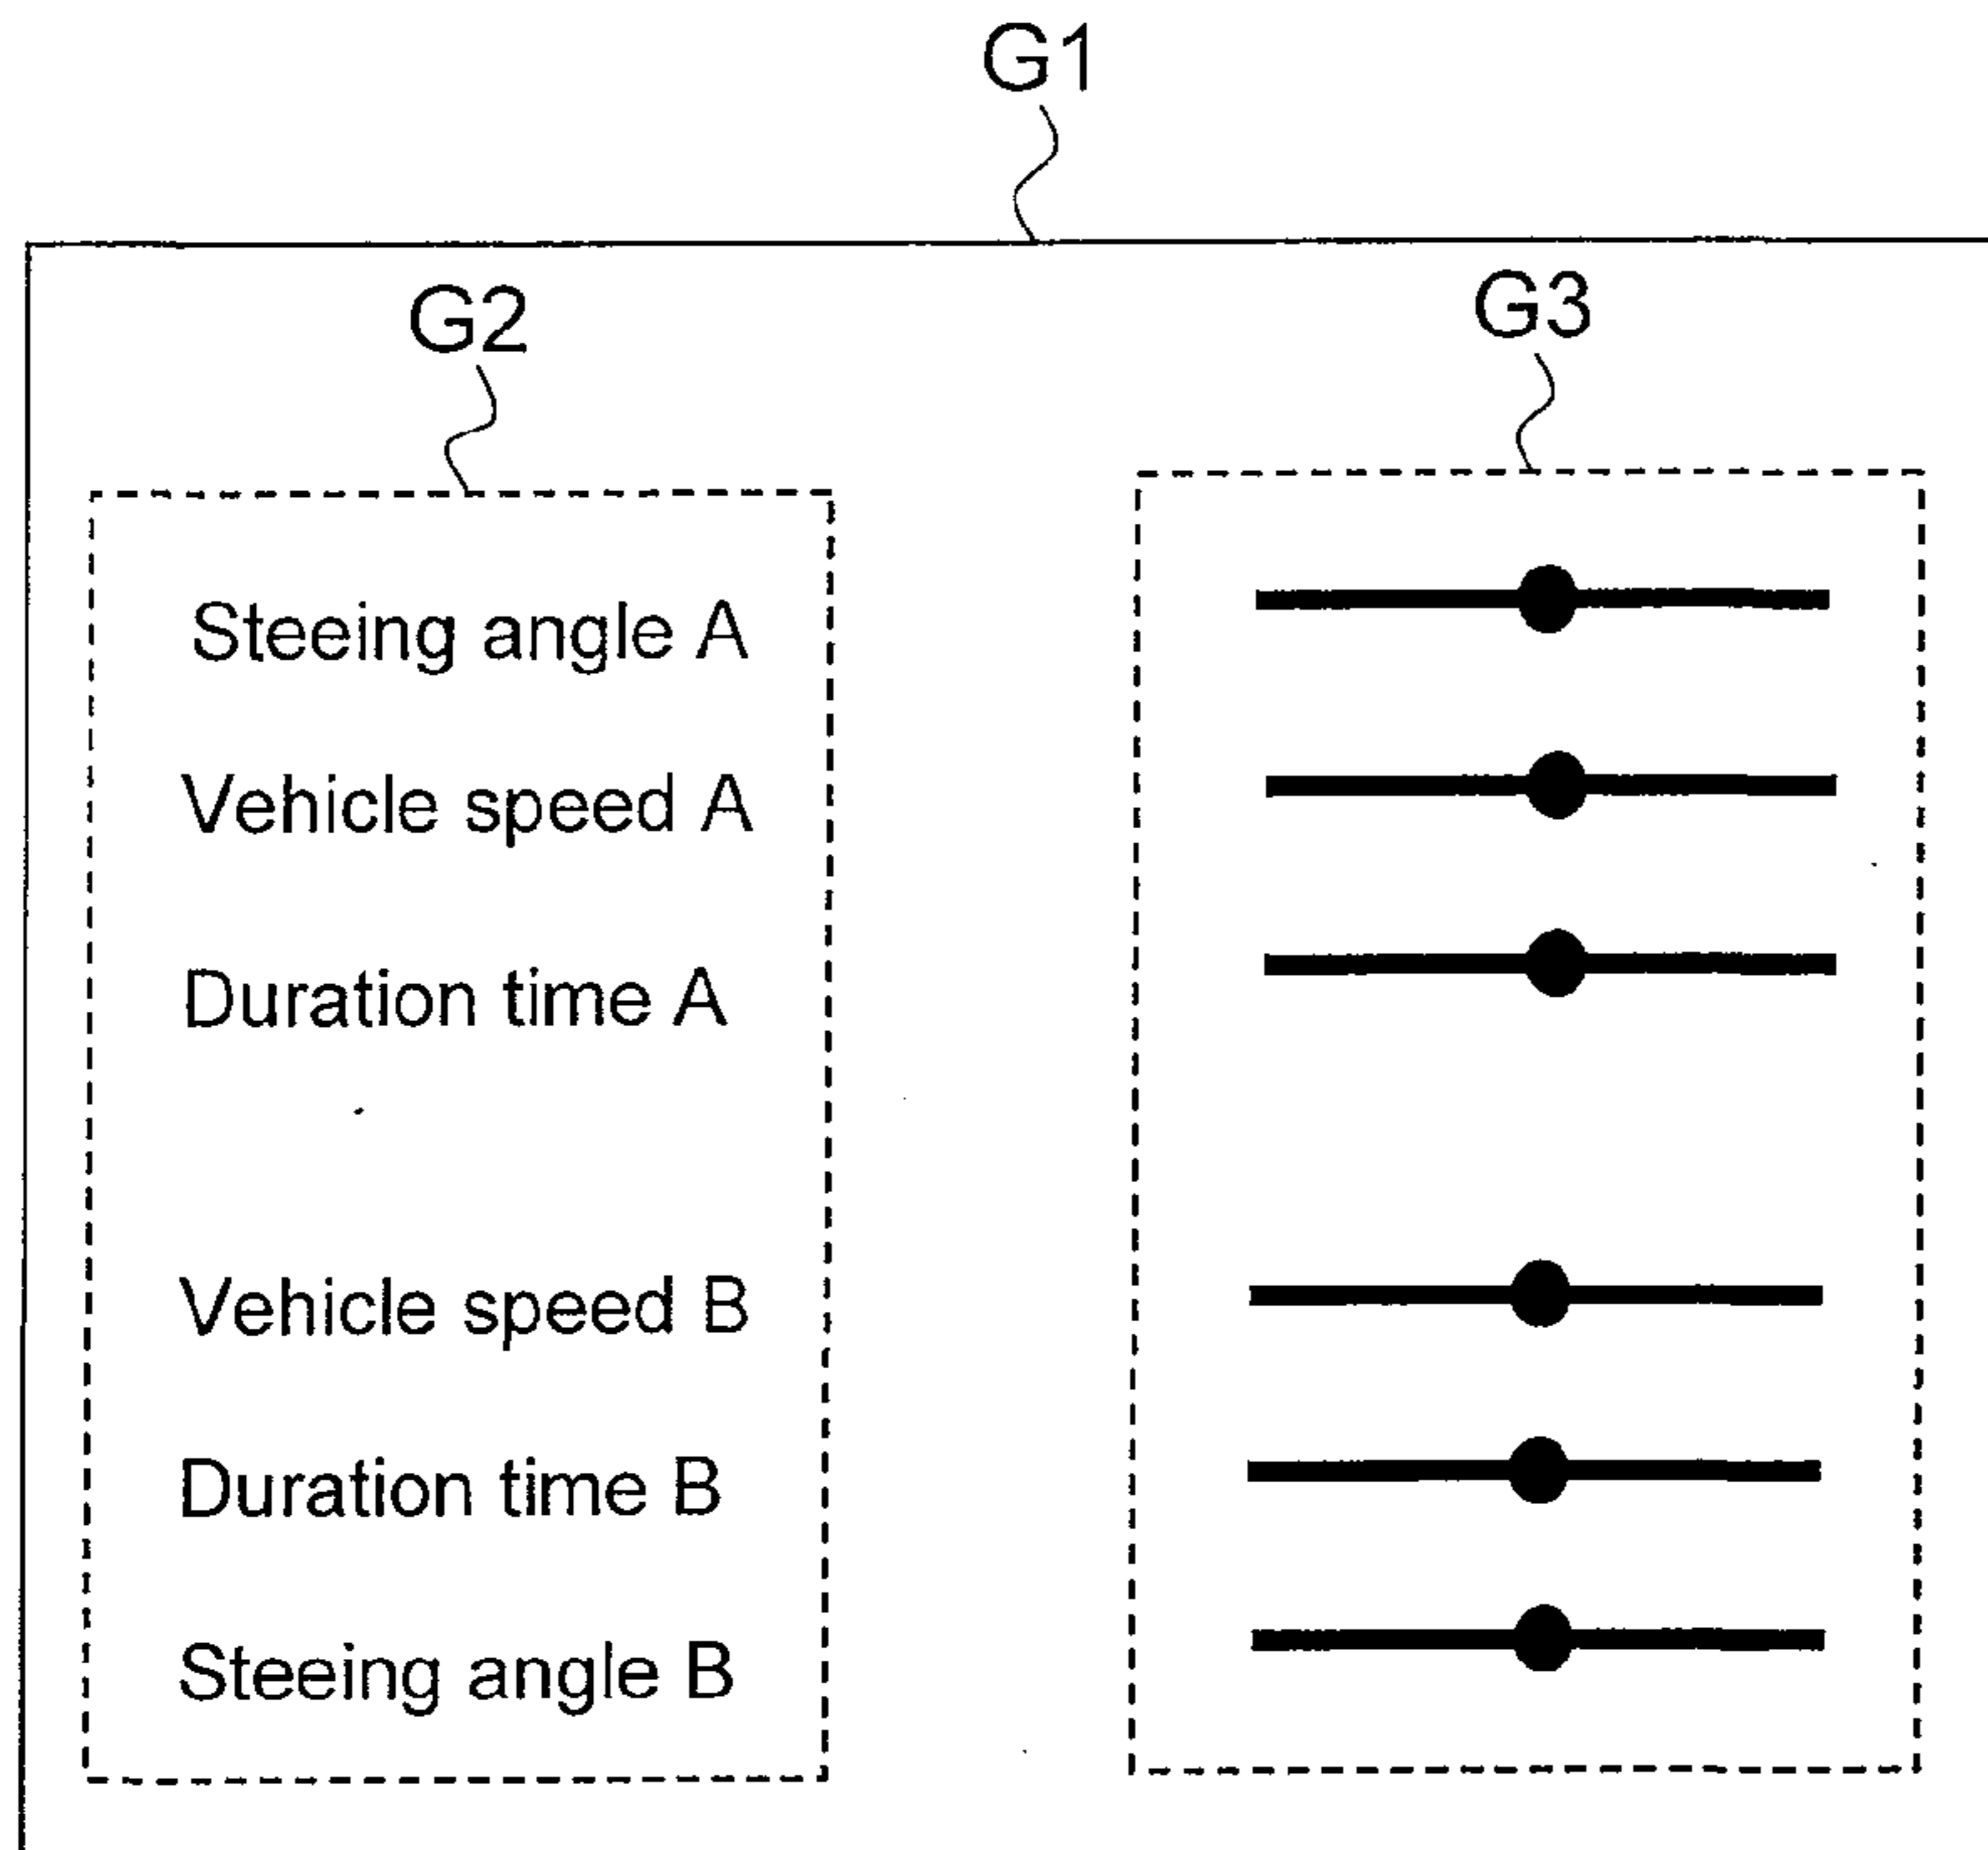 G1
G2
G3
Steeing angle A
Vehicle speed A
Duration time A
Vehicle speed B
Duration time B
Steeing angle B